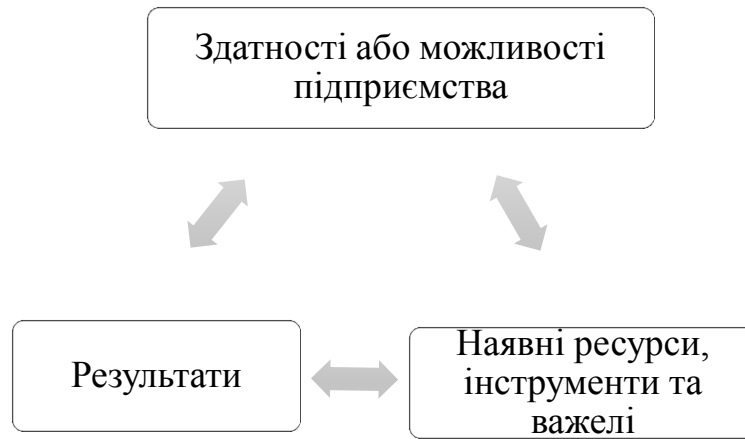 Здатності або можливості
підприємства
Результати
Наявні ресурси,
інструменти та
важелі